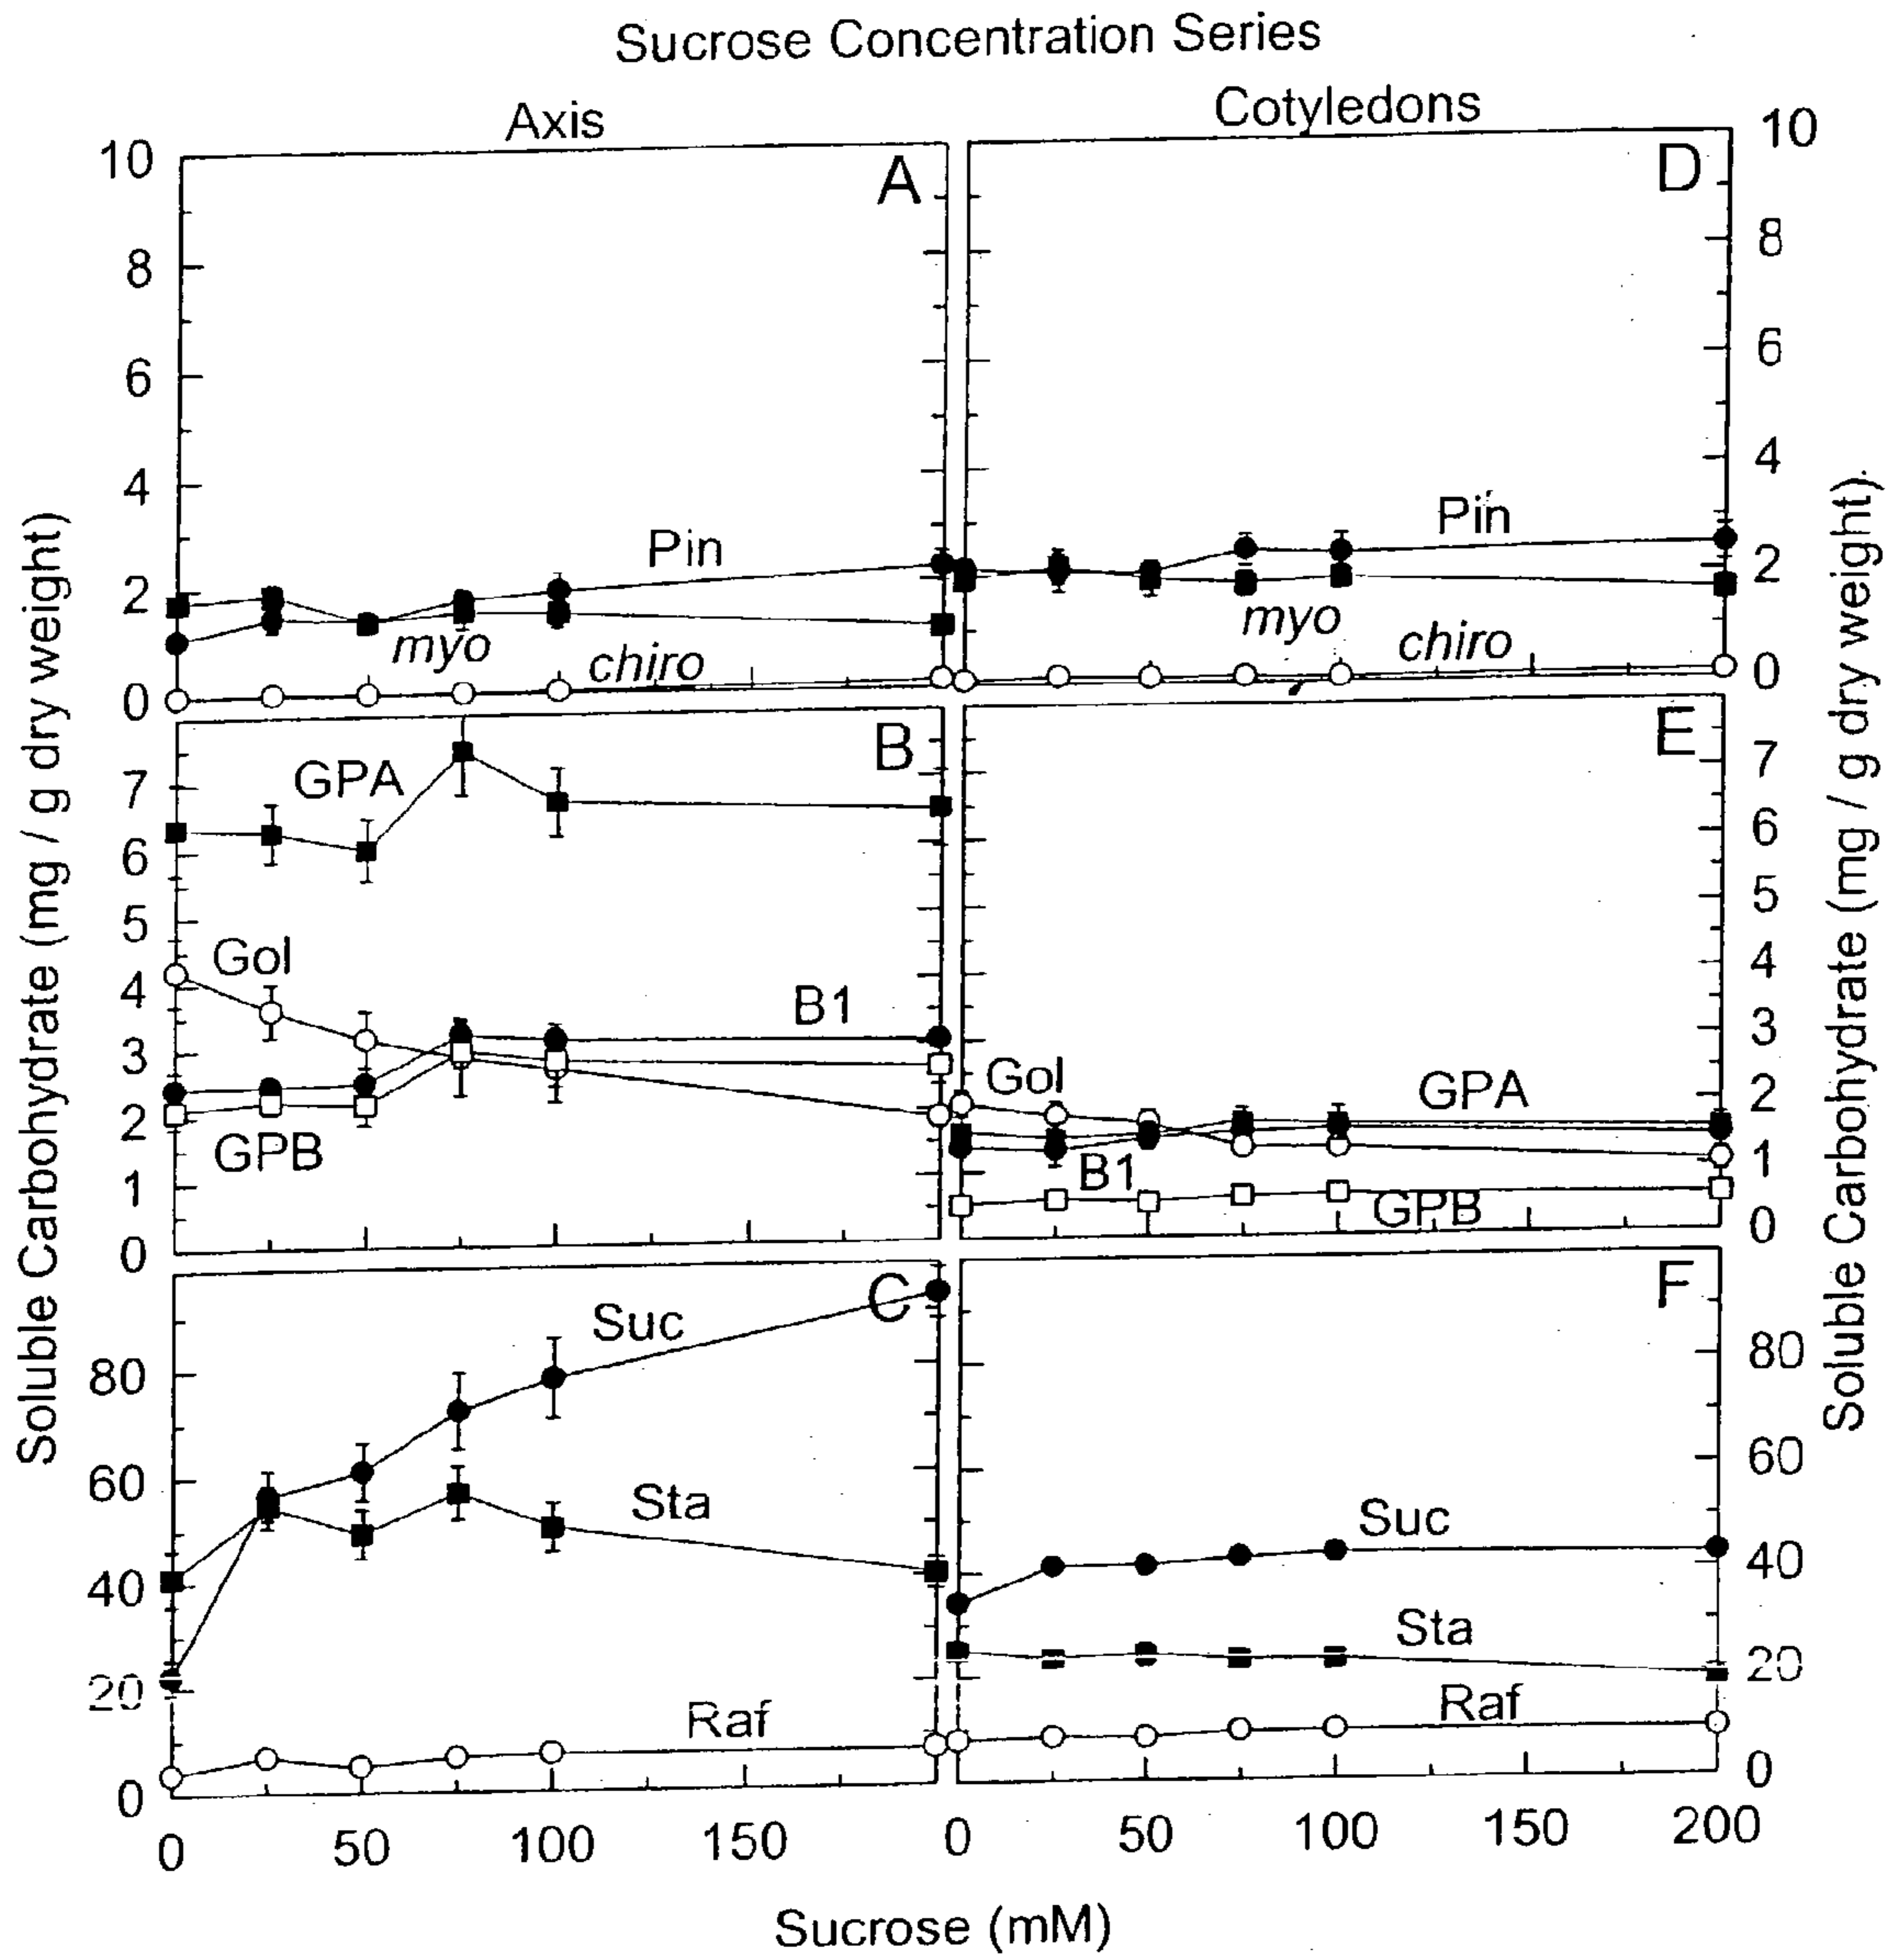 Sucrose Concentration Series
Axis
Cotyledons
A
10
8
6
4
2
0
Pin
myo
chiro
D
10
8
6
4
2
0
Pin
myo
chiro
B
7
6
5
4
3
2
1
0
GPA
Gol
B1
GPB
E
7
6
5
4
3
2
1
0
Gol
GPA
B1
GPB
C
80
60
40
20
0
Suc
Sta
Raf
F
80
60
40
20
0
Suc
Sta
Raf
0 50 100 150
0 50 100 150 200
Sucrose (mM)
Soluble Carbohydrate (mg / g dry weight)
Soluble Carbohydrate (mg / g dry weight).